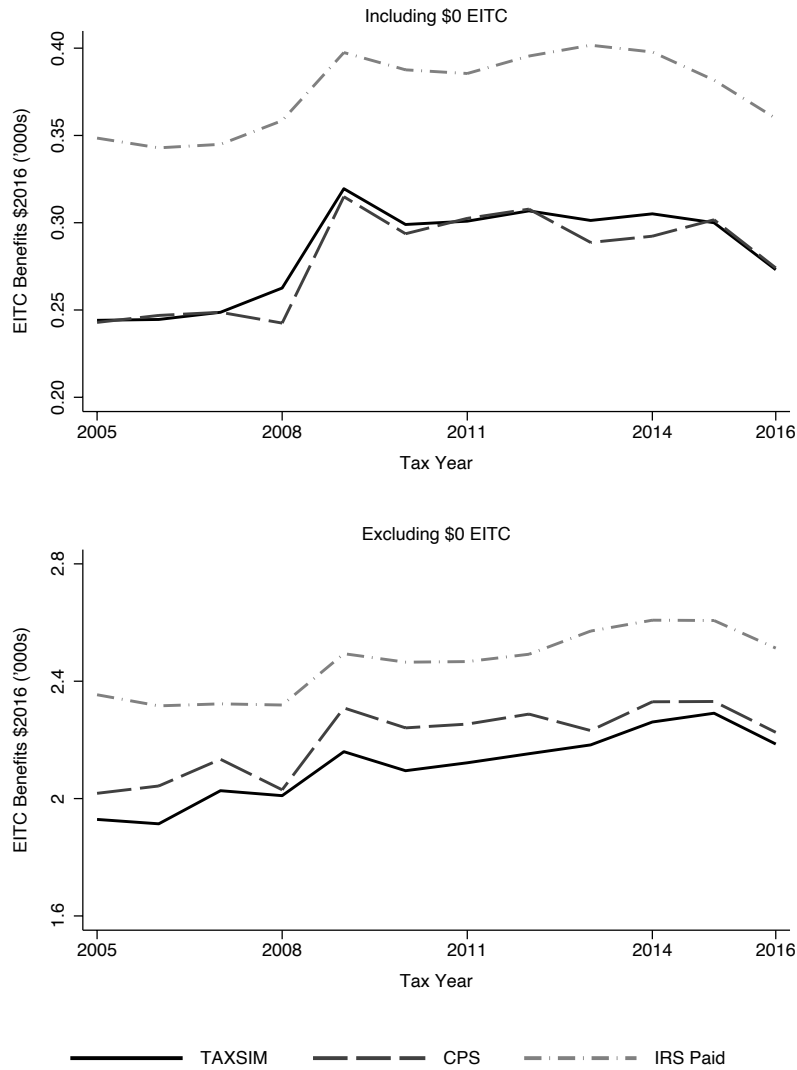 Including $0 EITC
EITC Benefits $2016 ('000s)
0.40
0.35
0.30
0.25
0.20
2005
2008
2011
2014
2016
Tax Year
Excluding $0 EITC
EITC Benefits $2016 ('000s)
2.8
2.4
2
1.6
2005
2008
2011
2014
2016
Tax Year
TAXSIM
CPS
IRS Paid